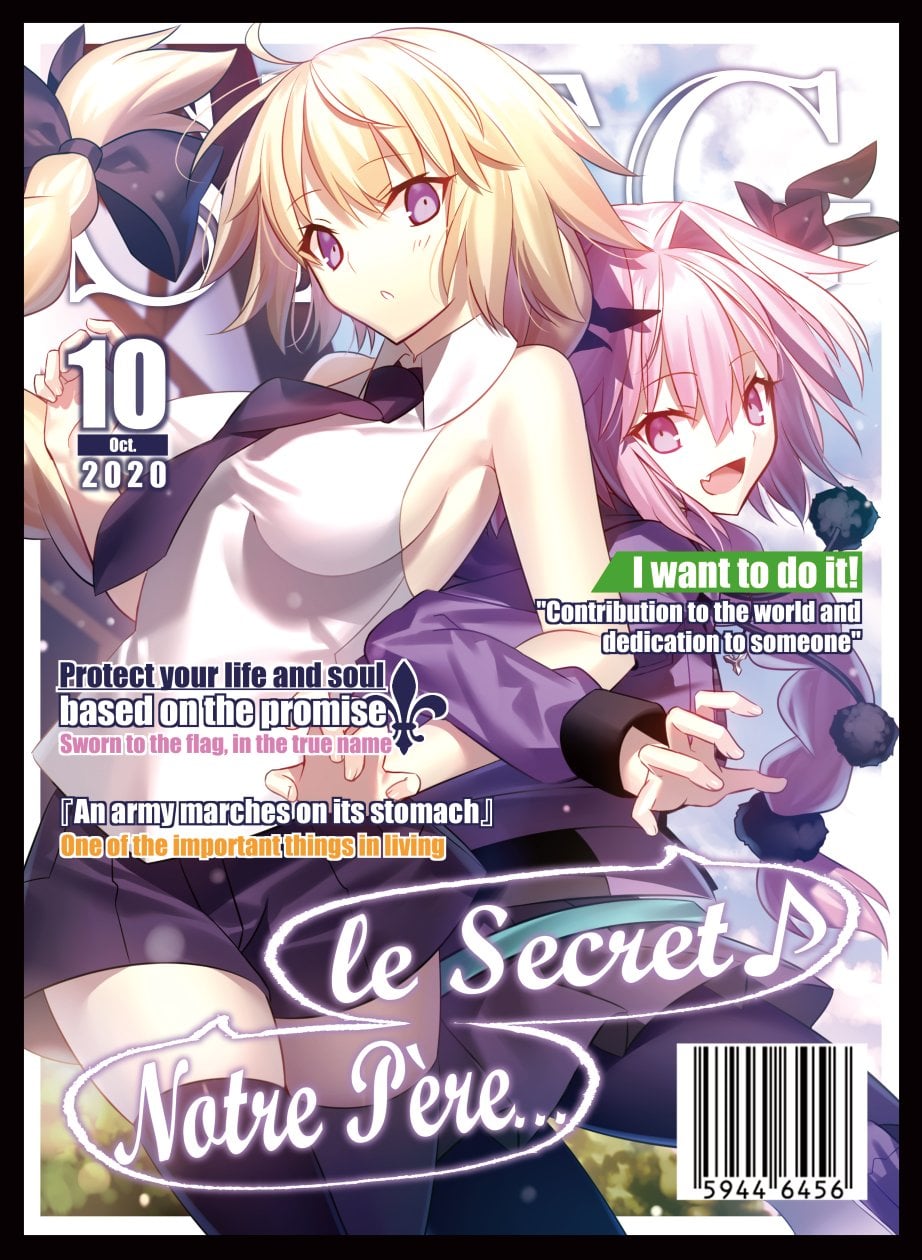 10
Oct.
2020
I want to do it!
"Contribution to the world and
dedication to someone"
Protect your life and soul
based on the promise
Sworn to the flag, in the true name
『An army marches on its stomach』
One of the important things in living
le Secret♪
Notre Père...
5944 6456